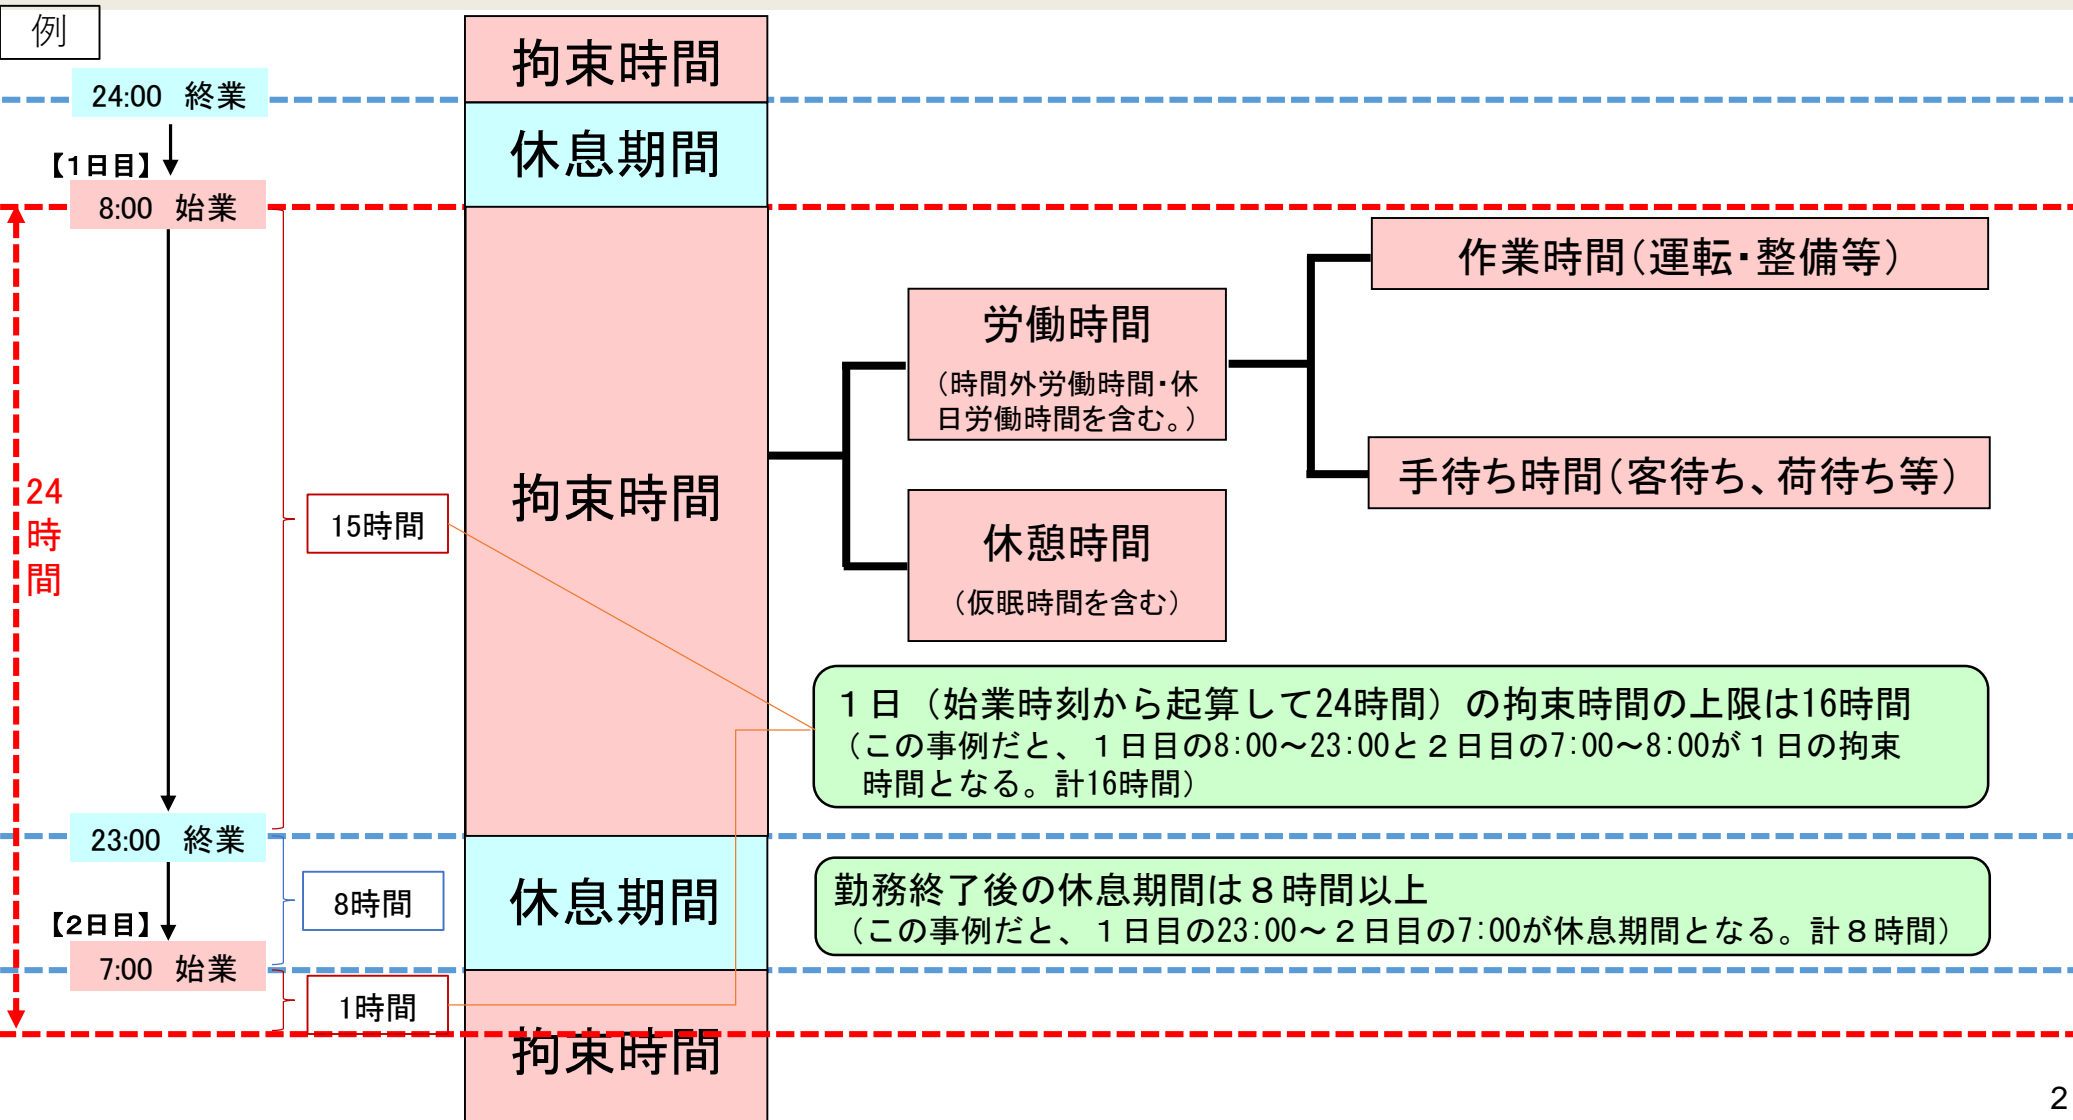 例
24:00 終業
【1日目】
8:00 始業
24
時
間
15時間
23:00 終業
8時間
【2日目】
7:00 始業
1時間
拘束時間
休息期間
拘束時間
休息期間
拘束時間
労働時間
（時間外労働時間・休
日労働時間を含む。）
休憩時間
（仮眠時間を含む）
作業時間（運転・整備等）
手待ち時間（客待ち、荷待ち等）
１日（始業時刻から起算して24時間）の拘束時間の上限は16時間
（この事例だと、１日目の8:00～23:00と２日目の7:00～8:00が１日の拘束
時間となる。計16時間）
勤務終了後の休息期間は８時間以上
（この事例だと、１日目の23:00～２日目の7:00が休息期間となる。計８時間）
2